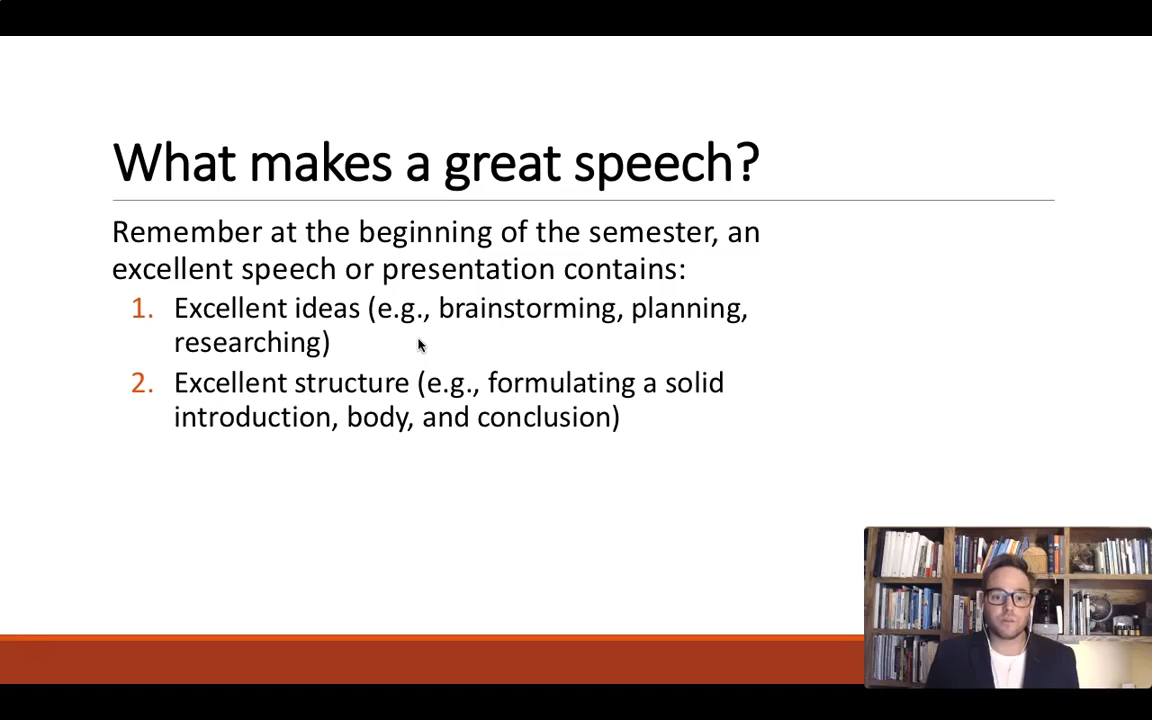 What makes a great speech?
Remember at the beginning of the semester, an
excellent speech or presentation contains:
1. Excellent ideas (e.g., brainstorming, planning,
researching)
2. Excellent structure (e.g., formulating a solid
introduction, body, and conclusion)